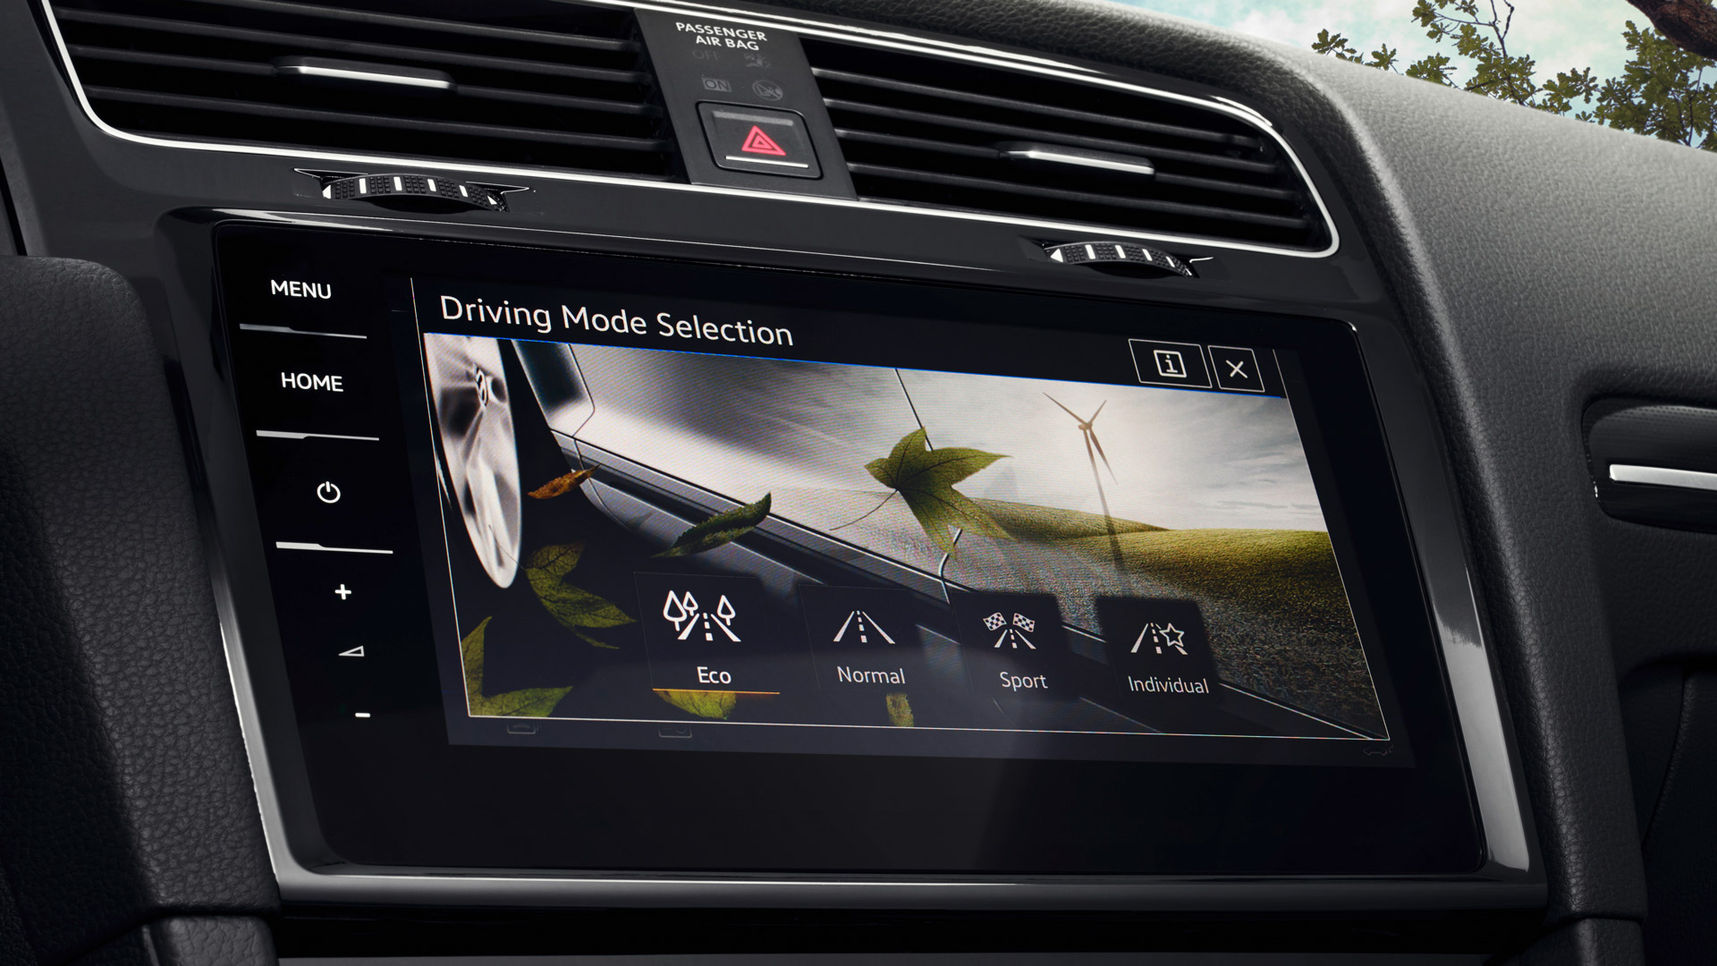 PASSENGER
AIR BAG
OFF
ON
MENU
HOME
Driving Mode Selection
Eco
Normal
Sport
Individual